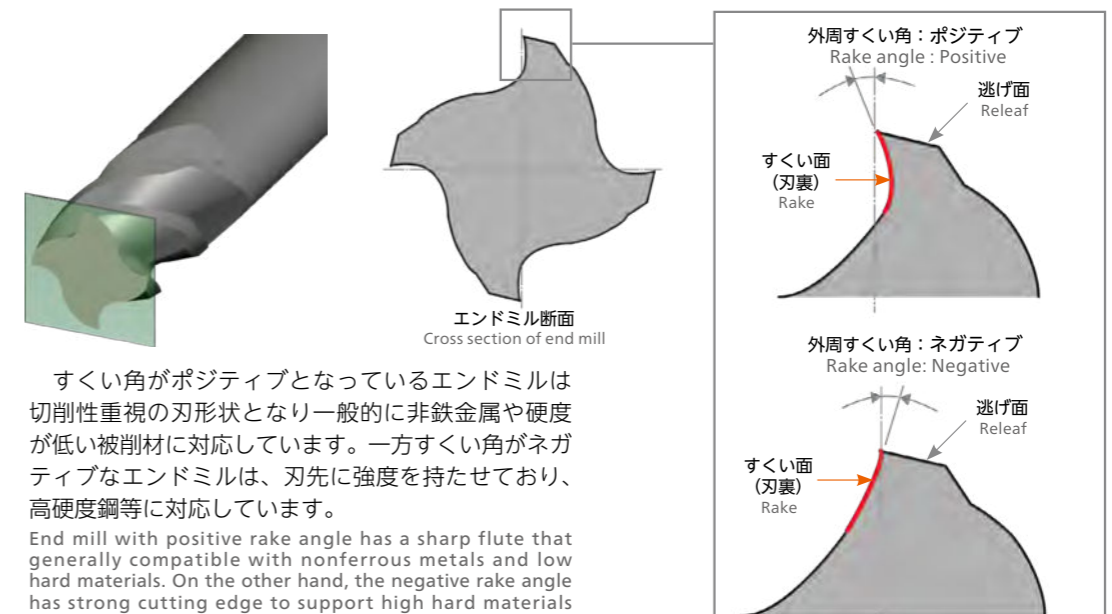 外周すくい角：ポジティブ
Rake angle : Positive
逃げ面
Releaf
すくい面
（刃裏）
Rake
エンドミル断面
Cross section of end mill
外周すくい角：ネガティブ
Rake angle: Negative
逃げ面
Releaf
すくい面
（刃裏）
Rake
すくい角がポジティブとなっているエンドミルは
切削性重視の刃形状となり一般的に非鉄金属や硬度
が低い被削材に対応しています。一方すくい角がネガ
ティブなエンドミルは、刃先に強度を持たせており、
高硬度鋼等に対応しています。
End mill with positive rake angle has a sharp flute that
generally compatible with nonferrous metals and low
hard materials. On the other hand, the negative rake angle
has strong cutting edge to support high hard materials